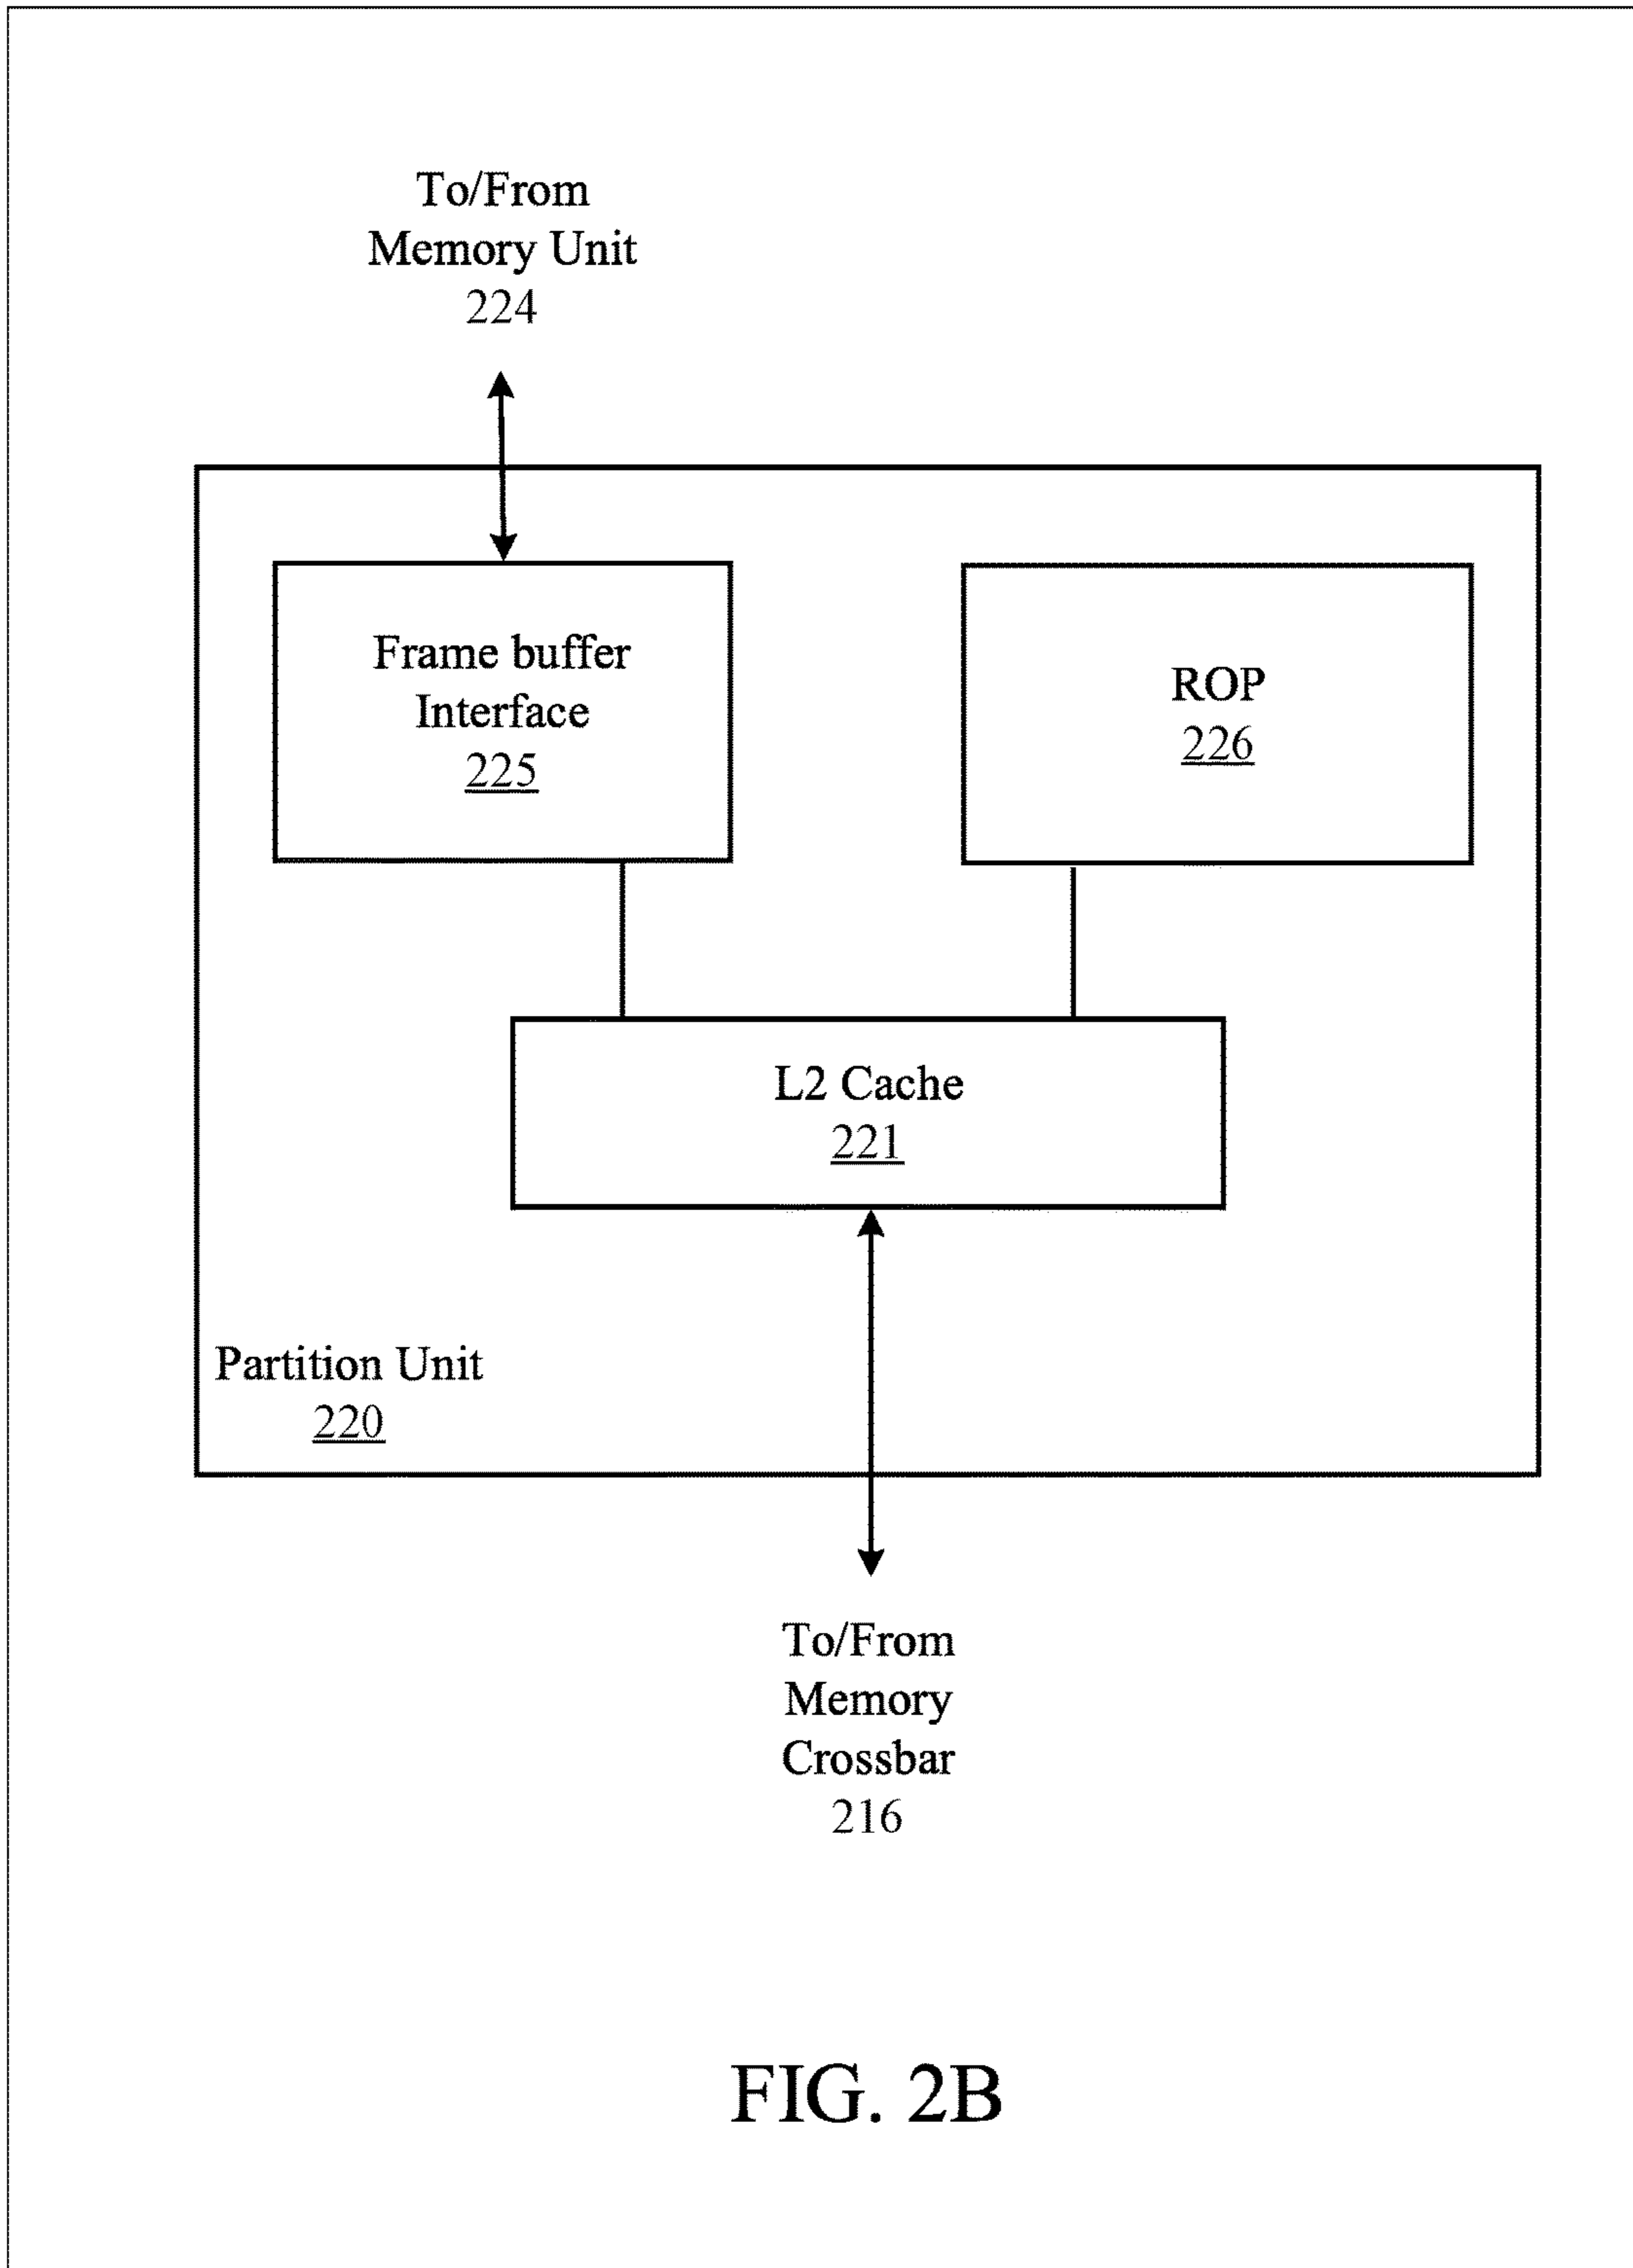 To/From
Memory Unit
224
Frame buffer
Interface
225
ROP
226
L2 Cache
221
Partition Unit
220
To/From
Memory
Crossbar
216
FIG. 2B